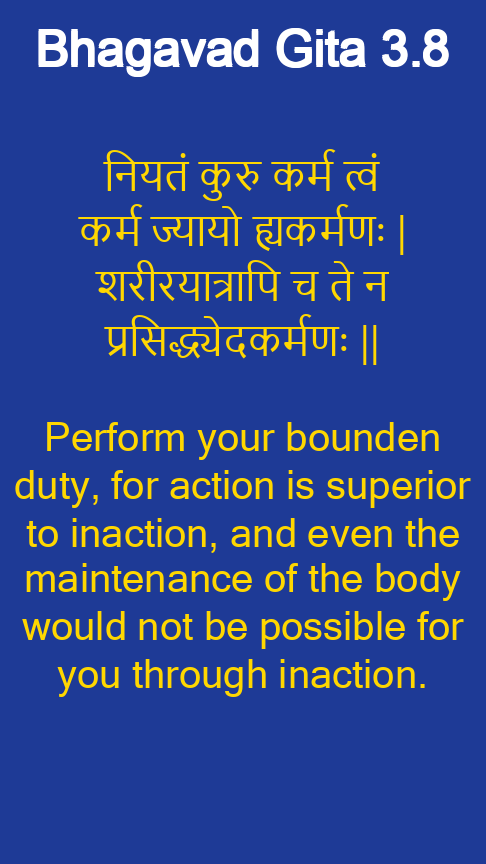 Bhagavad Gita 3.8
नियतं कुरु कर्म त्वं
कर्म ज्यायो ह्यकर्मणः |
शरीरयात्रापि च ते न
प्रसिद्ध्येदकर्मणः ||
Perform your bounden
duty, for action is superior
to inaction, and even the
maintenance of the body
would not be possible for
you through inaction.